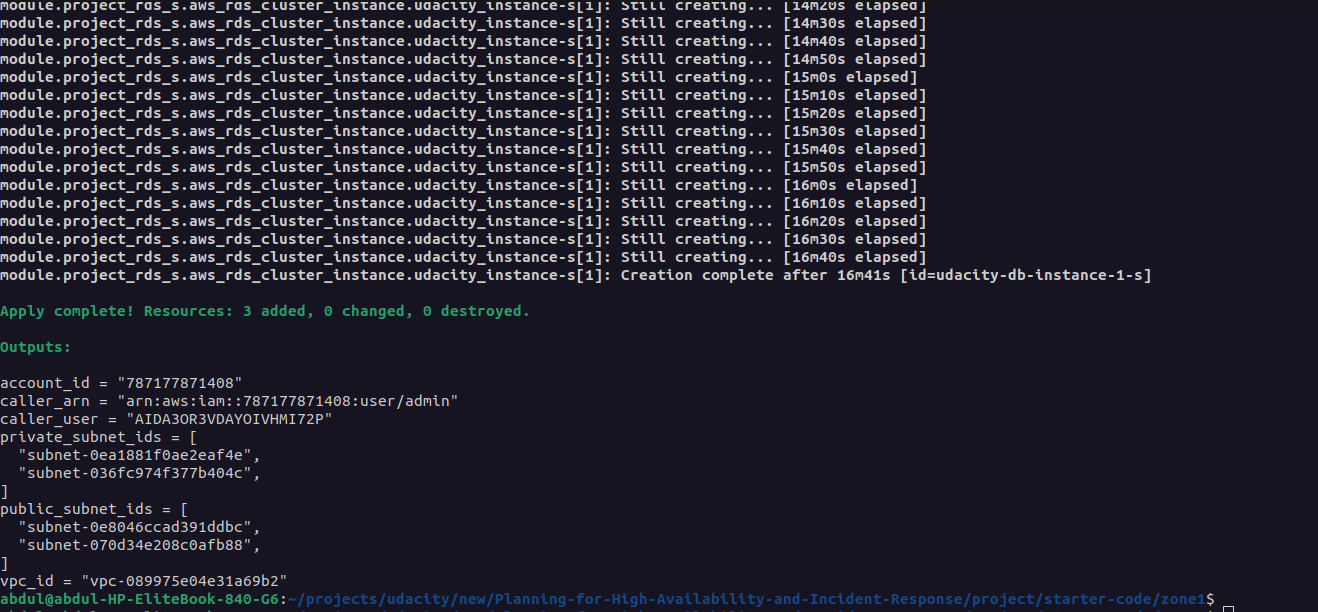 module.project_rds_s.aws_rds_cluster_instance.udacity_instance-s[1]: Still creating... [14m20s elapsed]
module.project_rds_s.aws_rds_cluster_instance.udacity_instance-s[1]: Still creating... [14m30s elapsed]
module.project_rds_s.aws_rds_cluster_instance.udacity_instance-s[1]: Still creating... [14m40s elapsed]
module.project_rds_s.aws_rds_cluster_instance.udacity_instance-s[1]: Still creating... [14m50s elapsed]
module.project_rds_s.aws_rds_cluster_instance.udacity_instance-s[1]: Still creating... [15m0s elapsed]
module.project_rds_s.aws_rds_cluster_instance.udacity_instance-s[1]: Still creating... [15m10s elapsed]
module.project_rds_s.aws_rds_cluster_instance.udacity_instance-s[1]: Still creating... [15m20s elapsed]
module.project_rds_s.aws_rds_cluster_instance.udacity_instance-s[1]: Still creating... [15m30s elapsed]
module.project_rds_s.aws_rds_cluster_instance.udacity_instance-s[1]: Still creating... [15m40s elapsed]
module.project_rds_s.aws_rds_cluster_instance.udacity_instance-s[1]: Still creating... [15m50s elapsed]
module.project_rds_s.aws_rds_cluster_instance.udacity_instance-s[1]: Still creating... [16m0s elapsed]
module.project_rds_s.aws_rds_cluster_instance.udacity_instance-s[1]: Still creating... [16m10s elapsed]
module.project_rds_s.aws_rds_cluster_instance.udacity_instance-s[1]: Still creating... [16m20s elapsed]
module.project_rds_s.aws_rds_cluster_instance.udacity_instance-s[1]: Still creating... [16m30s elapsed]
module.project_rds_s.aws_rds_cluster_instance.udacity_instance-s[1]: Still creating... [16m40s elapsed]
module.project_rds_s.aws_rds_cluster_instance.udacity_instance-s[1]: Creation complete after 16m41s [id=udacity-db-instance-1-s]
Apply complete! Resources: 3 added, 0 changed, 0 destroyed.
Outputs:
account_id = "787177871408"
caller_arn = "arn:aws:iam::787177871408:user/admin"
caller_user = "AIDA3OR3VDAYOIVHMI72P"
private_subnet_ids = [
  "subnet-0ea1881f0ae2eaf4e",
  "subnet-036fc974f377b404c",
]
public_subnet_ids = [
  "subnet-0e8046ccad391ddbc",
  "subnet-070d34e208c0afb88",
]
vpc_id = "vpc-089975e04e31a69b2"
abdul@abdul-HP-EliteBook-840-G6:~/projects/udacity/new/Planning-for-High-Availability-and-Incident-Response/project/starter-code/zone1$